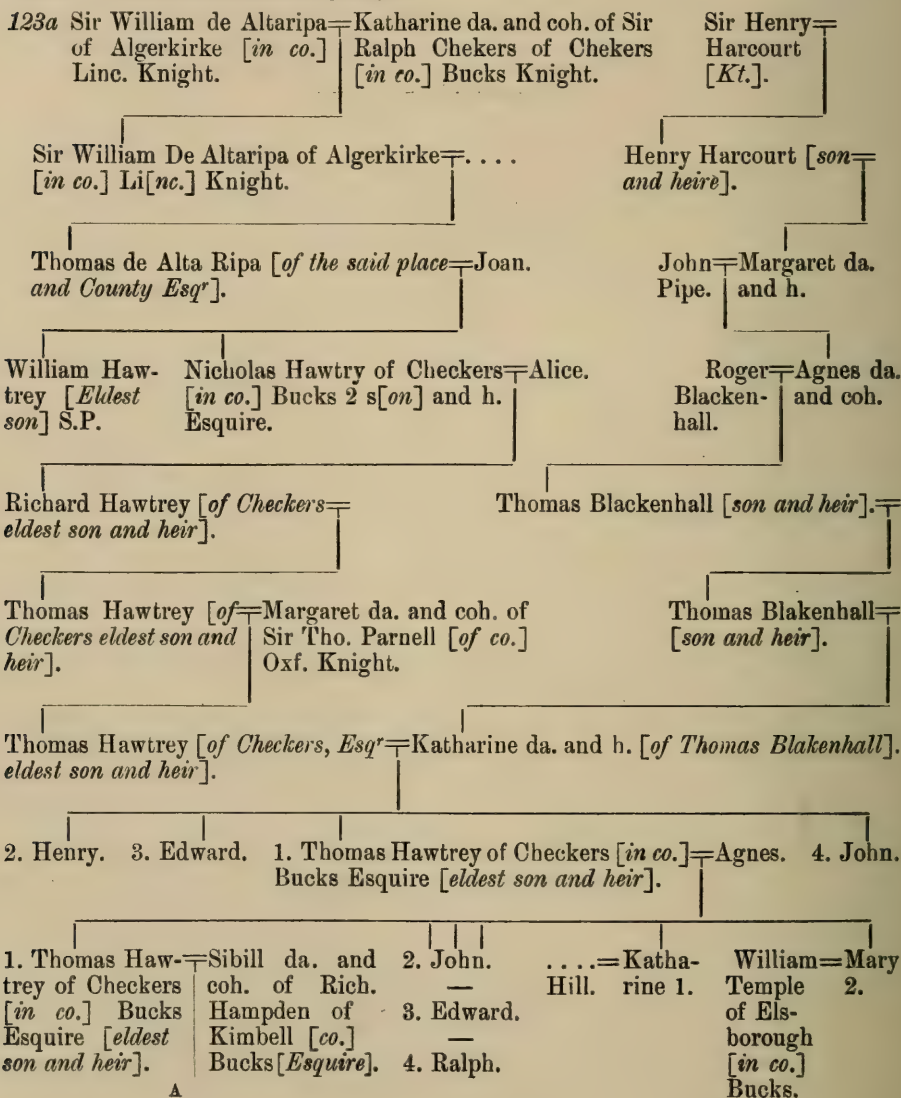 123a Sir William de Altaripa=Katharine da. and coh. of Sir
of Algerkirke [in co.] Ralph Chekers of Chekers
Linc. Knight. [in co.] Bucks Knight.
Sir Henry=
Harcourt
[Kt.].
Sir William De Altaripa of Algerkirke=. . . .
[in co.] Li[nc.] Knight.
Henry Harcourt [son=
and heire].
Thomas de Alta Ripa [of the said place=Joan.
and County Esqr].
John=Margaret da.
Pipe. and h.
William Haw-
trey [Eldest
son] S.P.
Nicholas Hawtry of Checkers=Alice.
[in co.] Bucks 2 s[on] and h.
Esquire.
Roger=Agnes da.
Blacken- and coh.
hall.
Richard Hawtrey [of Checkers=
eldest son and heir].
Thomas Blackenhall [son and heir].=
Thomas Hawtrey [of=Margaret da. and coh. of
Checkers eldest son and Sir Tho. Parnell [of co.]
heir]. Oxf. Knight.
Thomas Blakenhall=
[son and heir].
Thomas Hawtrey [of Checkers, Esqr=Katharine da. and h. [of Thomas Blakenhall].
eldest son and heir].
2. Henry. 3. Edward. 1. Thomas Hawtrey of Checkers [in co.]=Agnes. 4. John.
Bucks Esquire [eldest son and heir].
1. Thomas Haw-=Sibill da. and
trey of Checkers coh. of Rich.
[in co.] Bucks Hampden of
Esquire [eldest Kimbell [co.]
son and heir]. Bucks [Esquire].
A
2. John.
—
3. Edward.
—
4. Ralph.
. . . .=Katha-
Hill. rine 1.
William=Mary
Temple 2.
of Els-
borough
[in co.]
Bucks.